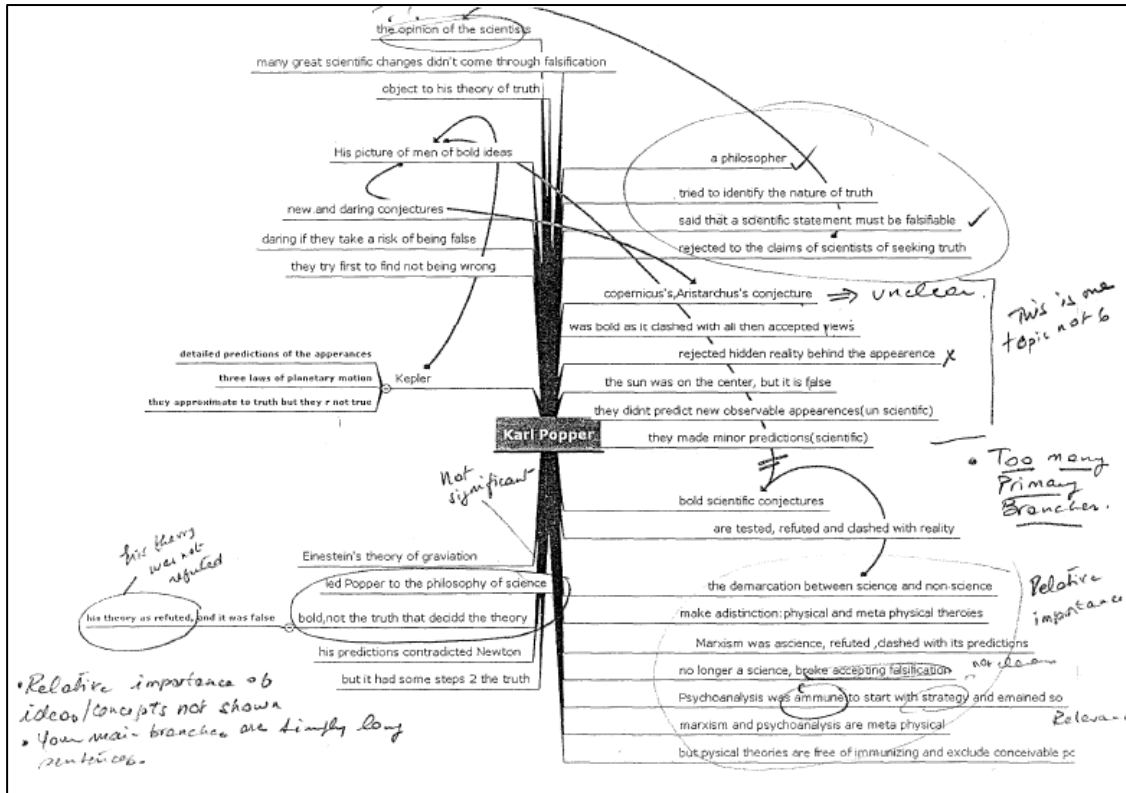 the opinion of the scientists
many great scientific changes didn't come through falsification
object to his theory of truth
His picture of men of bold ideas
new and daring conjectures
daring if they take a risk of being false
they try first to find not being wrong
detailed predictions of the apperances
three laws of planetary motion
they approximate to truth but they r not true
Kepler
Karl Popper
a philosopher
tried to identify the nature of truth
said that a scientific statement must be falsifiable
rejected to the claims of scientists of seeking truth
copernicus's,Aristarchus's conjecture
⇒ unclear.
was bold as it clashed with all then accepted views
rejected hidden reality behind the appearence
the sun was on the center, but it is false
they didnt predict new observable appearences(un scientific)
they made minor predictions(scientific)
This is one
topic not 6
• Too many
Primary
Branches.
bold scientific conjectures
are tested, refuted and clashed with reality
the demarcation between science and non-science
make adistinction:physical and meta physical theroies
Marxism was ascience, refuted ,clashed with its predictions
no longer a science, broke accepting falsification
not clear
Psychoanalysis was ammune to start with strategy and emained so
marxism and psychoanalysis are meta physical
but pysical theories are free of immunizing and exclude conceivable pc
Relative
importance
Relevan
Not
significant
Einestein's theory of graviation
led Popper to the philosophy of science
bold,not the truth that decidd the theory
his predictions contradicted Newton
but it had some steps 2 the truth
his theory
was not
refuted
his theory as refuted, and it was false
• Relative importance of
ideas/concepts not shown
• Your main branches are simply long
sentences.